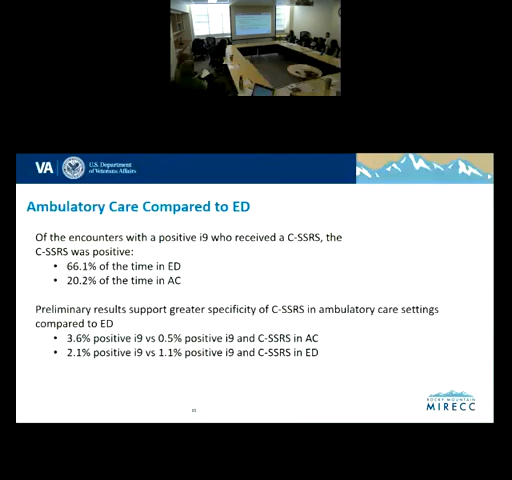 VA
U.S. Department
of Veterans Affairs
Ambulatory Care Compared to ED
Of the encounters with a positive i9 who received a C-SSRS, the
C-SSRS was positive:
• 66.1% of the time in ED
• 20.2% of the time in AC
Preliminary results support greater specificity of C-SSRS in ambulatory care settings
compared to ED
• 3.6% positive i9 vs 0.5% positive i9 and C-SSRS in AC
• 2.1% positive i9 vs 1.1% positive i9 and C-SSRS in ED
ROCKY MOUNTAIN
MIRECC